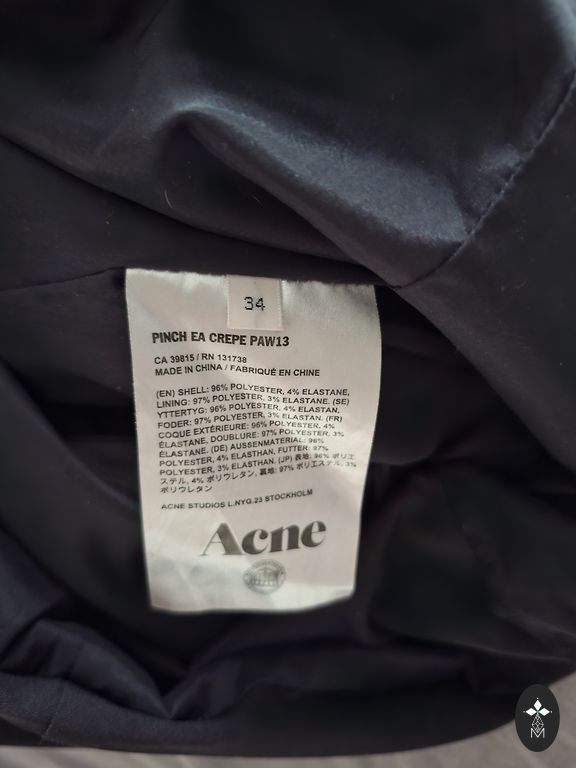 34
PINCH EA CREPE PAW13
CA 39815 / RN 131738
MADE IN CHINA / FABRIQUÉ EN CHINE
(EN) SHELL: 96% POLYESTER, 4% ELASTANE,
LINING: 97% POLYESTER, 3% ELASTANE. (SE)
YTTERTYG: 96% POLYESTER, 4% ELASTAN,
FODER: 97% POLYESTER, 3% ELASTAN. (FR)
COQUE EXTÉRIEURE: 96% POLYESTER, 4%
ÉLASTANE, DOUBLURE: 97% POLYESTER, 3%
ÉLASTANE. (DE) AUSSENMATERIAL: 96%
POLYESTER, 4% ELASTHAN, FUTTER: 97%
POLYESTER, 3% ELASTHAN. (JP) 表地: 96% ポリエ
ステル, 4% ポリウレタン, 裏地: 97% ポリエステル, 3%
ポリウレタン
ACNE STUDIOS L.NYG.23 STOCKHOLM
Acne
M